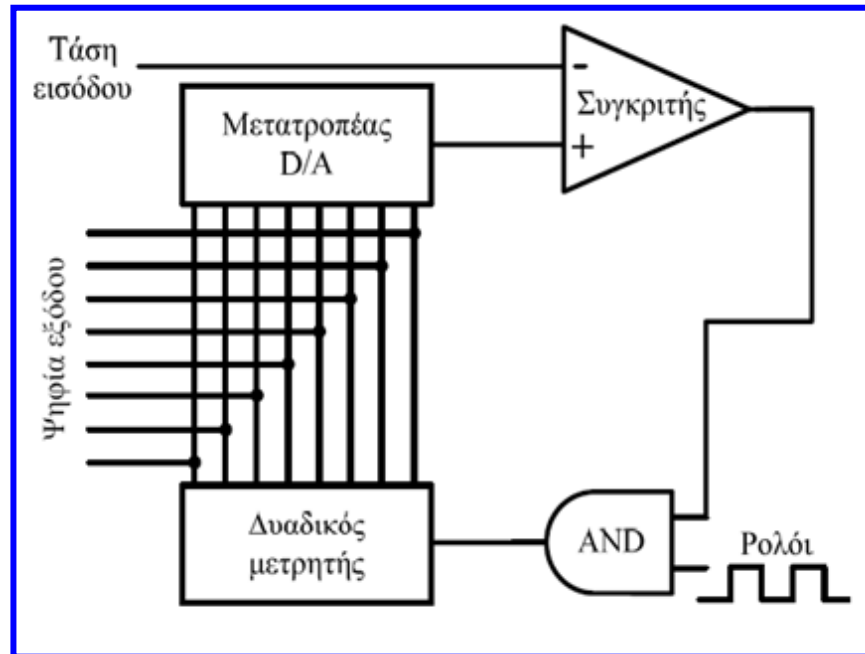 Τάση
εισόδου
Μετατροπέας
D/A
-
Συγκριτής
+
Ψηφία εξόδου
Δυαδικός
μετρητής
AND
Ρολόι